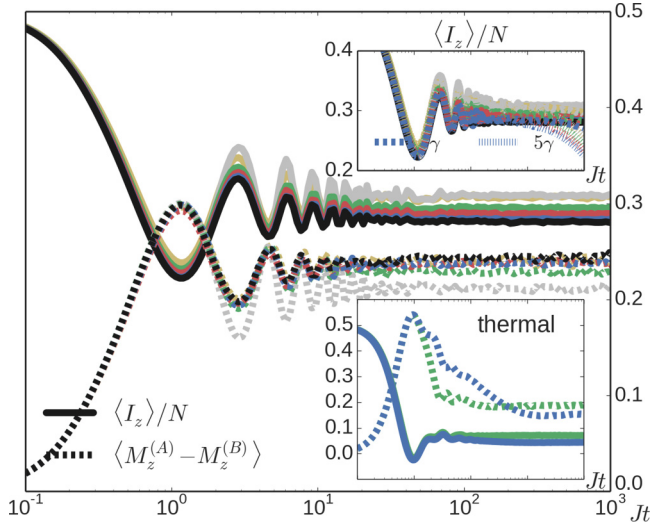 ⟨I_z⟩/N
0.4
0.3
0.2
γ
5γ
Jt
0.5
0.4
0.3
0.2
0.1
0.0
thermal
0.5
0.4
0.3
0.2
0.1
0.0
Jt
⟨I_z⟩/N
⟨M_z^{(A)} − M_z^{(B)}⟩
10^{-1}
10^0
10^1
10^2
10^3
Jt